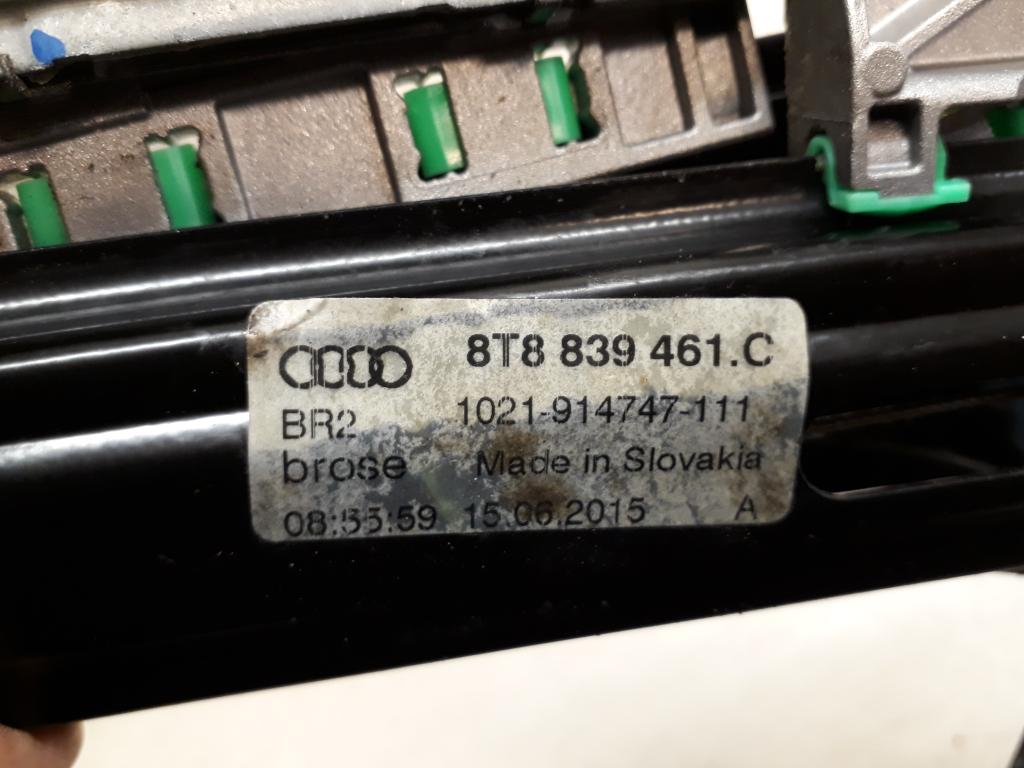 8T8 839 461.C
BR2 1021-914747-111
brose Made in Slovakia
08:55:59 15.06.2015 A